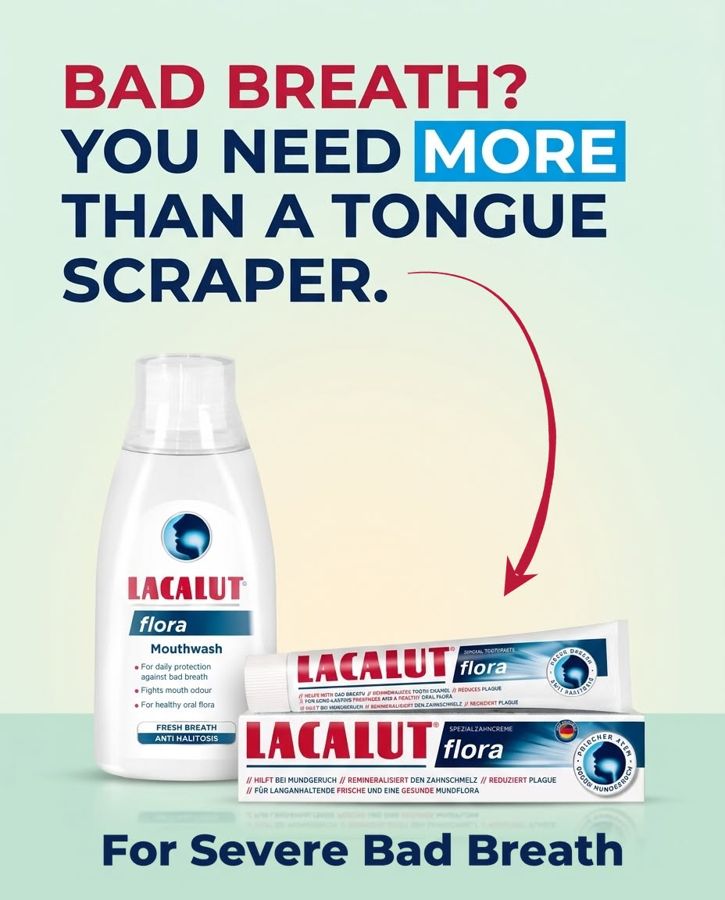 BAD BREATH?
YOU NEED MORE
THAN A TONGUE
SCRAPER.
LACALUT®
flora
Mouthwash
• For daily protection
against bad breath
• Fights mouth odour
• For healthy oral flora
FRESH BREATH
ANTI HALITOSIS
LACALUT®
flora
// REDUCES PLAQUE
LACALUT®
flora
SPEZIALZAHNCREME
// HILFT BEI MUNDGERUCH // REMINERALISIERT DEN ZAHNSCHMELZ // REDUZIERT PLAQUE
// FÜR LANGANHALTENDE FRISCHE UND EINE GESUNDE MUNDFLORA
For Severe Bad Breath